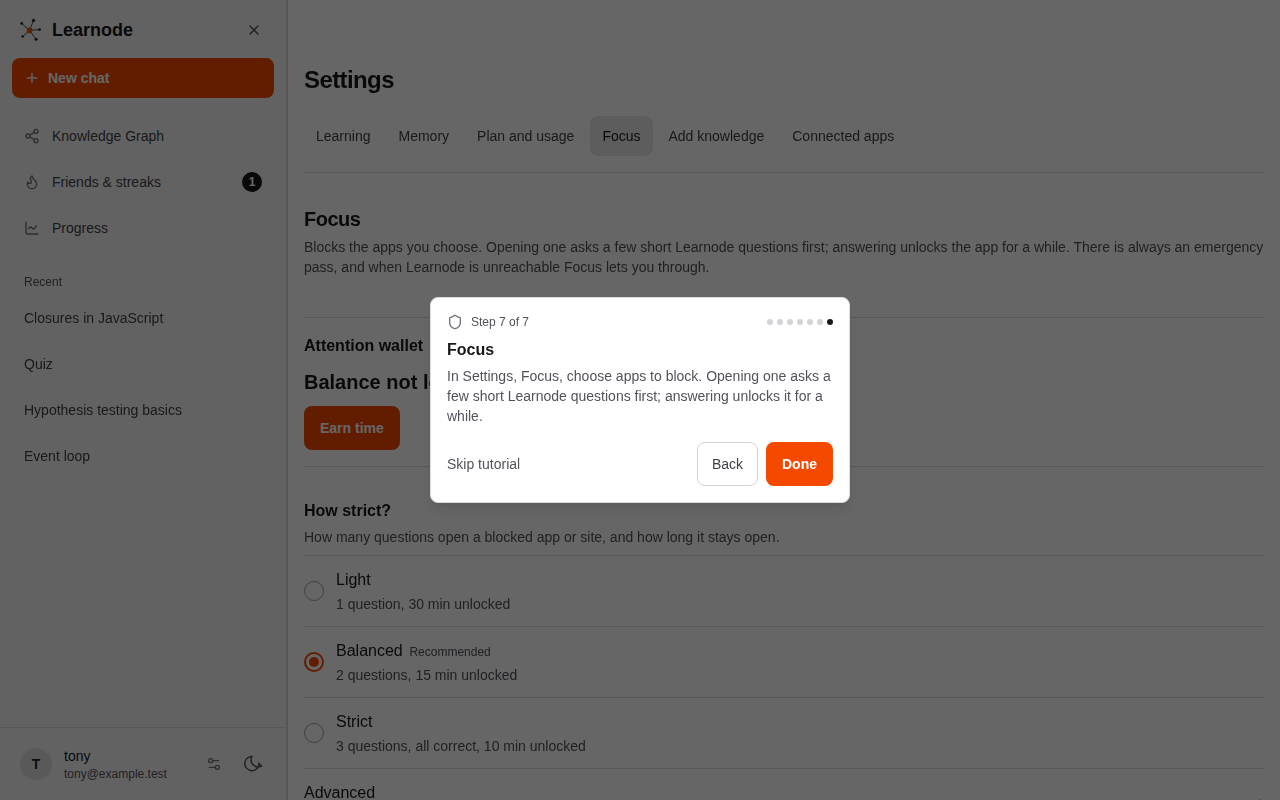 Learnode
New chat
Knowledge Graph
Friends & streaks
1
Progress
Recent
Closures in JavaScript
Quiz
Hypothesis testing basics
Event loop
T
tony
tony@example.test
Settings
Learning
Memory
Plan and usage
Focus
Add knowledge
Connected apps
Focus
Blocks the apps you choose. Opening one asks a few short Learnode questions first; answering unlocks the app for a while. There is always an emergency
pass, and when Learnode is unreachable Focus lets you through.
Attention wallet
Balance not
Earn time
Step 7 of 7
Focus
In Settings, Focus, choose apps to block. Opening one asks a
few short Learnode questions first; answering unlocks it for a
while.
Skip tutorial
Back
Done
How strict?
How many questions open a blocked app or site, and how long it stays open.
Light
1 question, 30 min unlocked
Balanced Recommended
2 questions, 15 min unlocked
Strict
3 questions, all correct, 10 min unlocked
Advanced